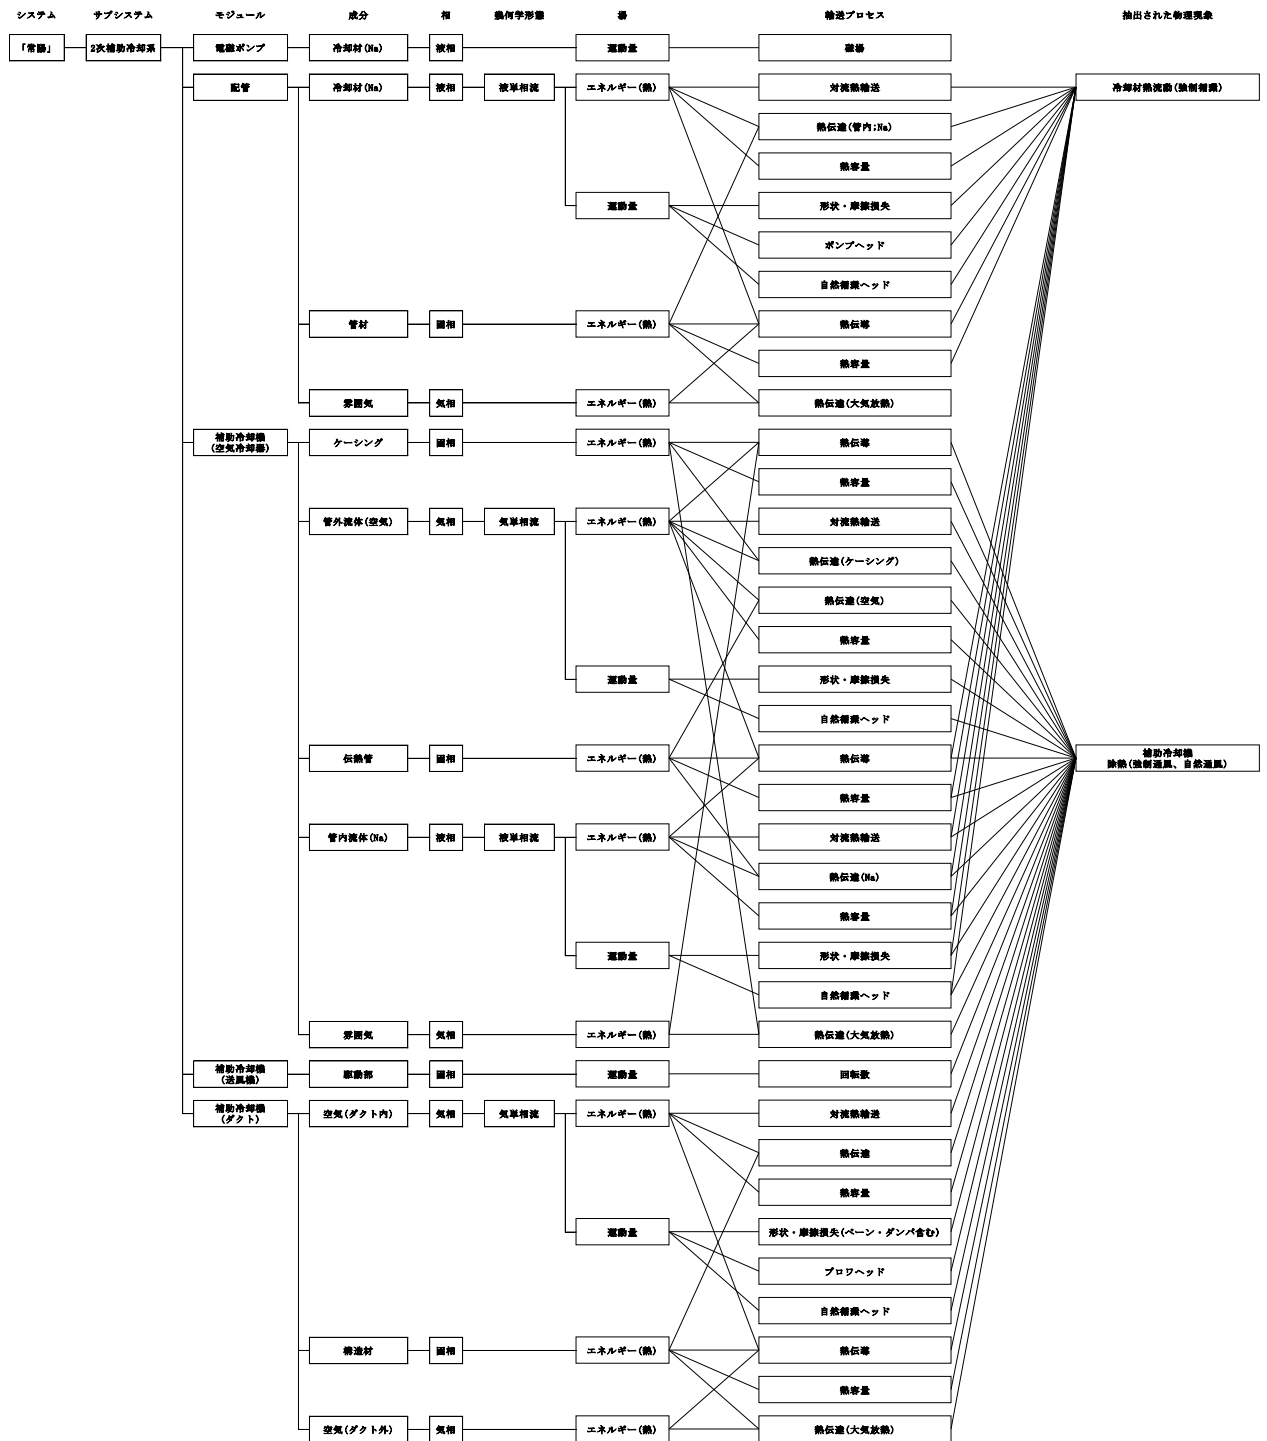 システム サブシステム モジュール 成分 相 幾何学形態 場 輸送プロセス 抽出された物理現象
「常陽」 2次補助冷却系 電磁ポンプ 冷却材(Na) 液相 運動量 磁場
配管 冷却材(Na) 液相 液単相流 エネルギー(熱) 対流熱輸送 冷却材熱流動(強制循環)
熱伝達(管内;Na)
熱容量
運動量 形状・摩擦損失
ポンプヘッド
自然循環ヘッド
管材 固相 エネルギー(熱) 熱伝導
熱容量
雰囲気 気相 エネルギー(熱) 熱伝達(大気放熱)
補助冷却機
(空気冷却器) ケーシング 固相 エネルギー(熱) 熱伝導
熱容量
管外流体(空気) 気相 気単相流 エネルギー(熱) 対流熱輸送
熱伝達(ケーシング)
熱伝達(空気)
熱容量
運動量 形状・摩擦損失
自然循環ヘッド
伝熱管 固相 エネルギー(熱) 熱伝導 補助冷却機
除熱(強制通風、自然通風)
熱容量
管内流体(Na) 液相 液単相流 エネルギー(熱) 対流熱輸送
熱伝達(Na)
熱容量
運動量 形状・摩擦損失
自然循環ヘッド
雰囲気 気相 エネルギー(熱) 熱伝達(大気放熱)
補助冷却機
(送風機) 駆動部 固相 運動量 回転数
補助冷却機
(ダクト) 空気(ダクト内) 気相 気単相流 エネルギー(熱) 対流熱輸送
熱伝達
熱容量
運動量 形状・摩擦損失(ベーン・ダンパ含む)
ブロワヘッド
自然循環ヘッド
構造材 固相 エネルギー(熱) 熱伝導
熱容量
空気(ダクト外) 気相 エネルギー(熱) 熱伝達(大気放熱)